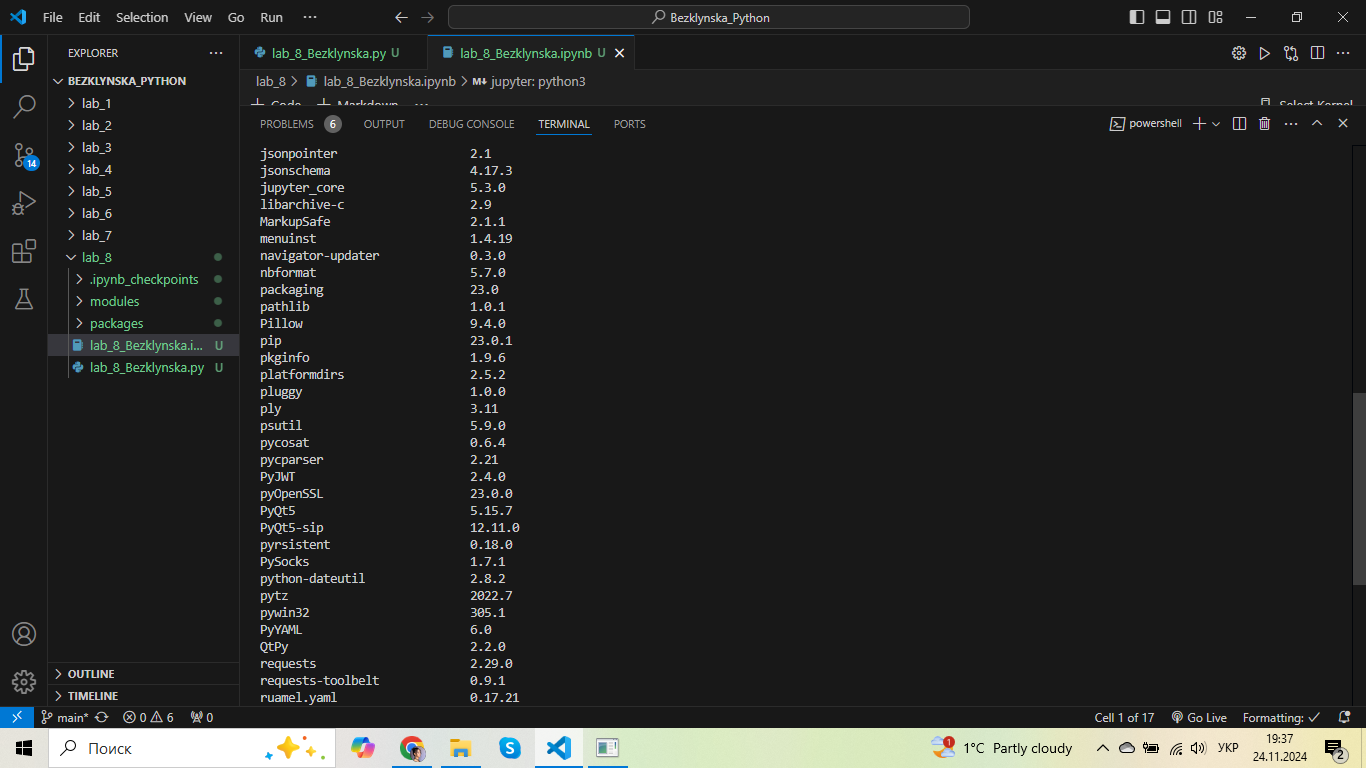 File Edit Selection View Go Run ··· Bezklynska_Python
EXPLORER ···
BEZKLYNSKA_PYTHON
lab_1
lab_2
lab_3
lab_4
lab_5
lab_6
lab_7
lab_8
.ipynb_checkpoints
modules
packages
lab_8_Bezklynska.i... U
lab_8_Bezklynska.py U
OUTLINE
TIMELINE
14
lab_8_Bezklynska.py U lab_8_Bezklynska.ipynb U
lab_8 > lab_8_Bezklynska.ipynb > M↓ jupyter: python3
+ Code + Markdown ··· Select Kernel
PROBLEMS 6 OUTPUT DEBUG CONSOLE TERMINAL PORTS powershell
jsonpointer 2.1
jsonschema 4.17.3
jupyter_core 5.3.0
libarchive-c 2.9
MarkupSafe 2.1.1
menuinst 1.4.19
navigator-updater 0.3.0
nbformat 5.7.0
packaging 23.0
pathlib 1.0.1
Pillow 9.4.0
pip 23.0.1
pkginfo 1.9.6
platformdirs 2.5.2
pluggy 1.0.0
ply 3.11
psutil 5.9.0
pycosat 0.6.4
pycparser 2.21
PyJWT 2.4.0
pyOpenSSL 23.0.0
PyQt5 5.15.7
PyQt5-sip 12.11.0
pyrsistent 0.18.0
PySocks 1.7.1
python-dateutil 2.8.2
pytz 2022.7
pywin32 305.1
PyYAML 6.0
QtPy 2.2.0
requests 2.29.0
requests-toolbelt 0.9.1
ruamel.yaml 0.17.21
main* 0 6 0 Cell 1 of 17 Go Live Formatting: ✓
Поиск 1 1°C Partly cloudy УКР 19:37
24.11.2024 2